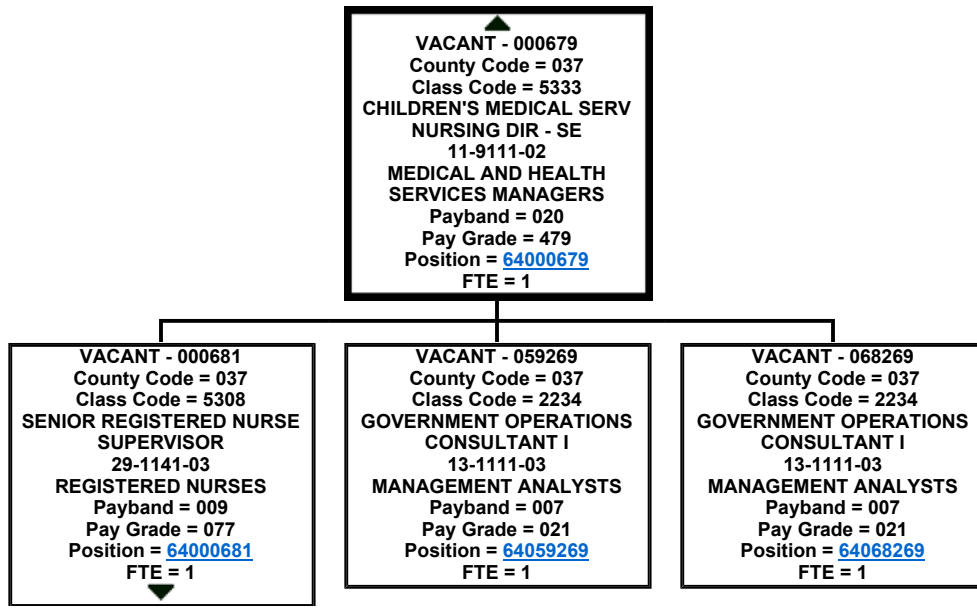 VACANT - 000679
County Code = 037
Class Code = 5333
CHILDREN'S MEDICAL SERV
NURSING DIR - SE
11-9111-02
MEDICAL AND HEALTH
SERVICES MANAGERS
Payband = 020
Pay Grade = 479
Position = 64000679
FTE = 1
VACANT - 000681
County Code = 037
Class Code = 5308
SENIOR REGISTERED NURSE
SUPERVISOR
29-1141-03
REGISTERED NURSES
Payband = 009
Pay Grade = 077
Position = 64000681
FTE = 1
VACANT - 059269
County Code = 037
Class Code = 2234
GOVERNMENT OPERATIONS
CONSULTANT I
13-1111-03
MANAGEMENT ANALYSTS
Payband = 007
Pay Grade = 021
Position = 64059269
FTE = 1
VACANT - 068269
County Code = 037
Class Code = 2234
GOVERNMENT OPERATIONS
CONSULTANT I
13-1111-03
MANAGEMENT ANALYSTS
Payband = 007
Pay Grade = 021
Position = 64068269
FTE = 1